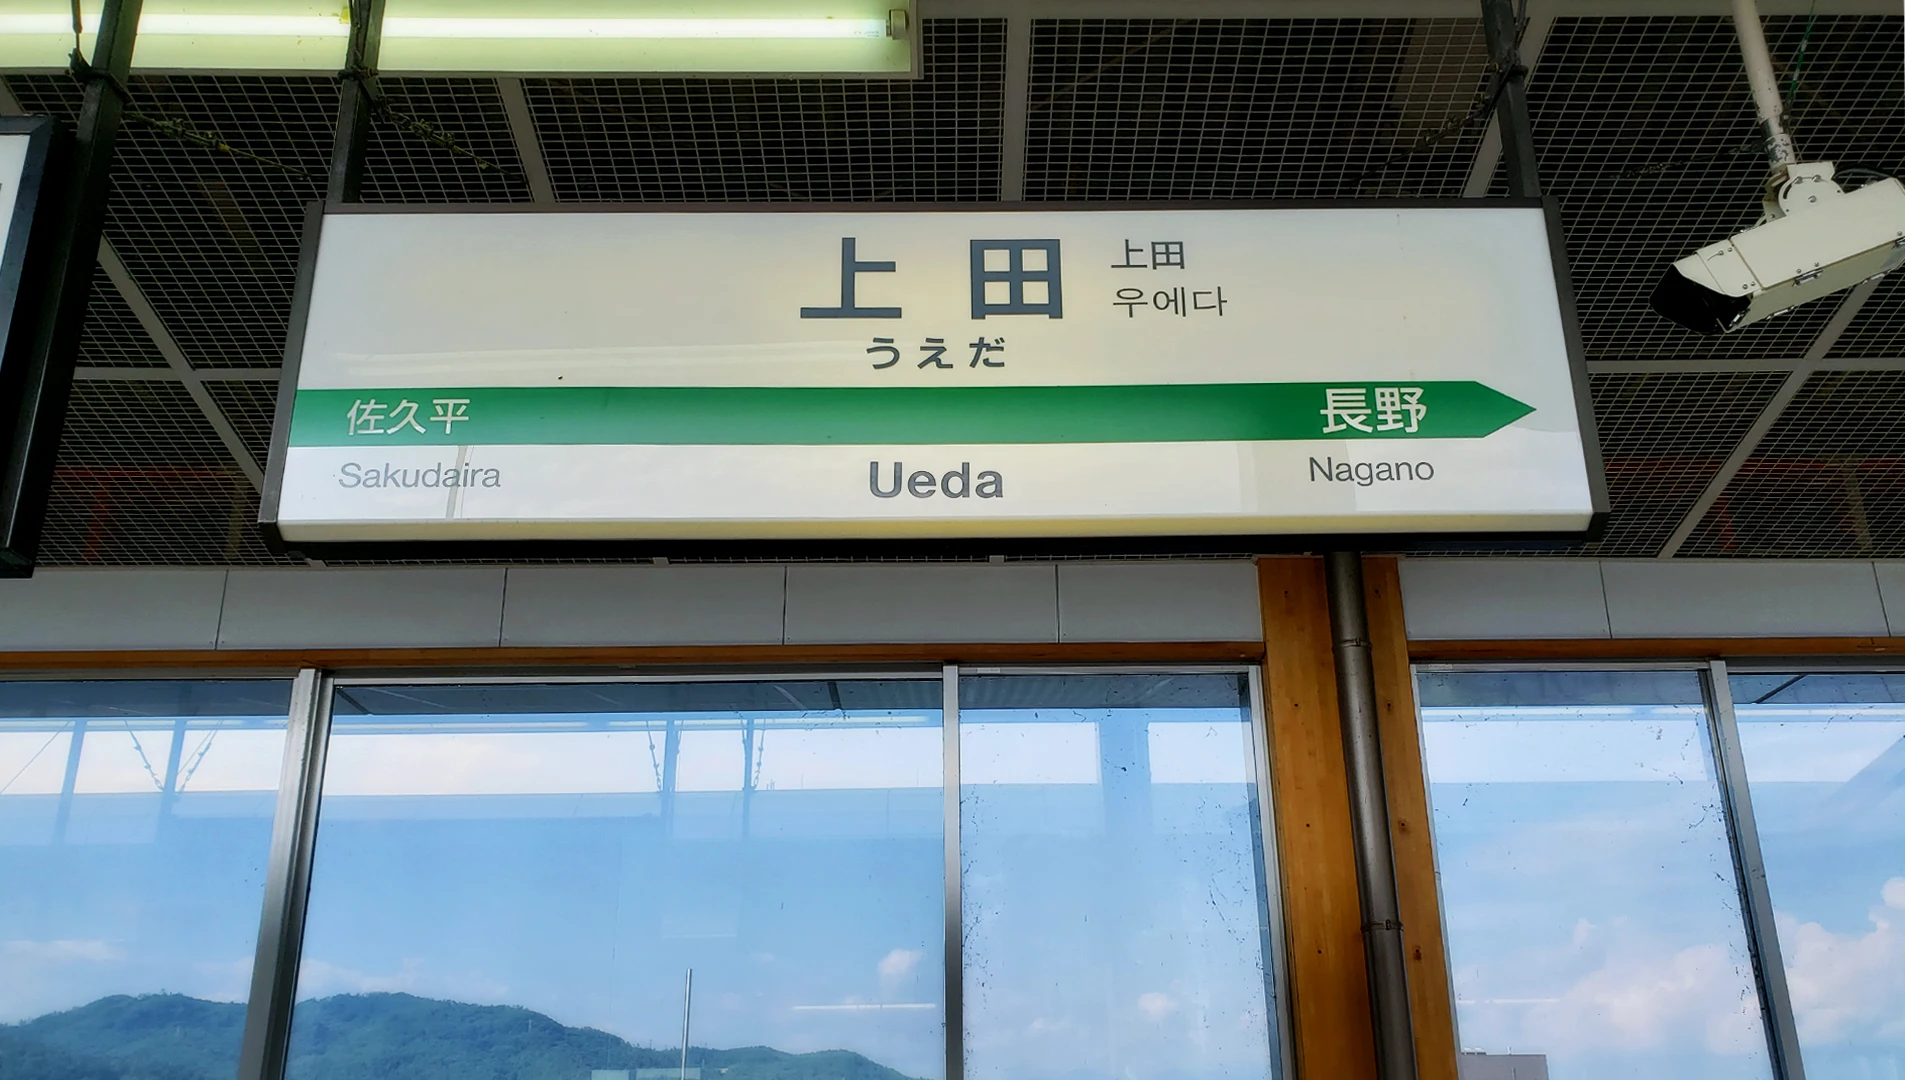 上田
上田
우에다
うえだ
佐久平
長野
Sakudaira
Ueda
Nagano